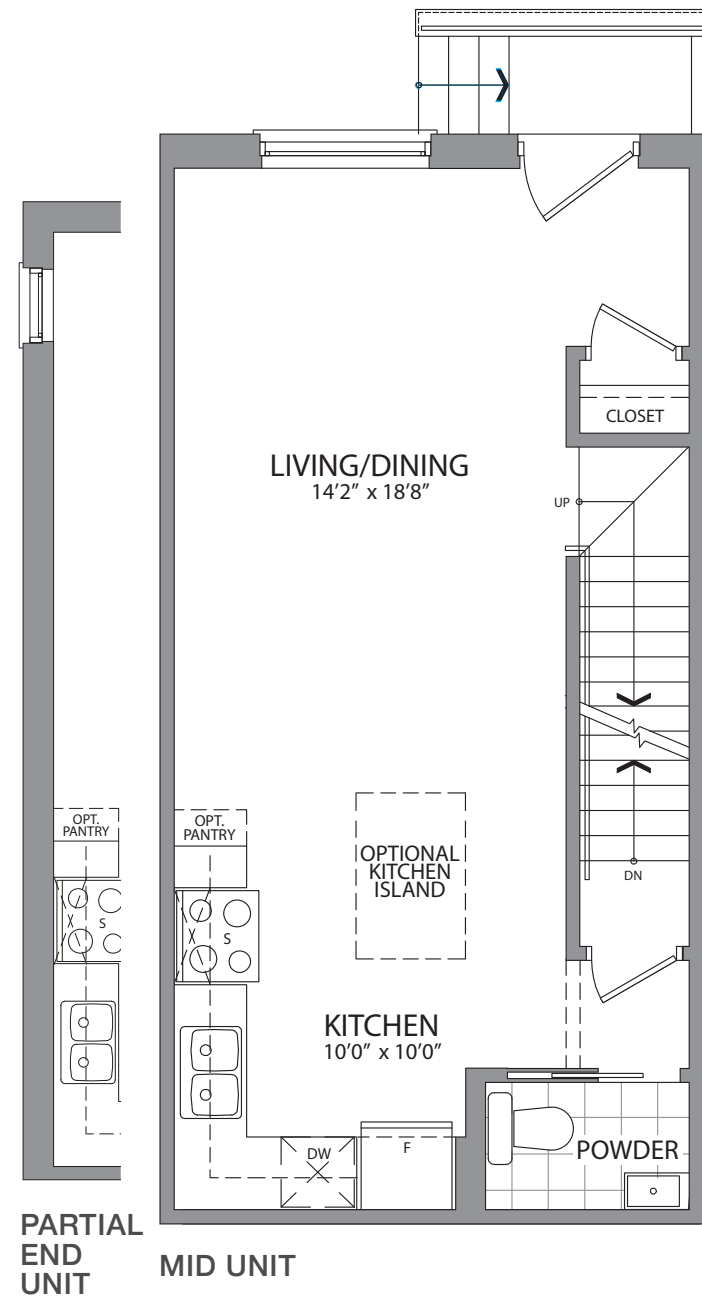 CLOSET
LIVING/DINING
14’2” x 18’8”
UP
OPT.
PANTRY
S
OPT.
PANTRY
S
OPTIONAL
KITCHEN
ISLAND
DN
KITCHEN
10’0” x 10’0”
DW
F
POWDER
PARTIAL
END
UNIT
MID UNIT